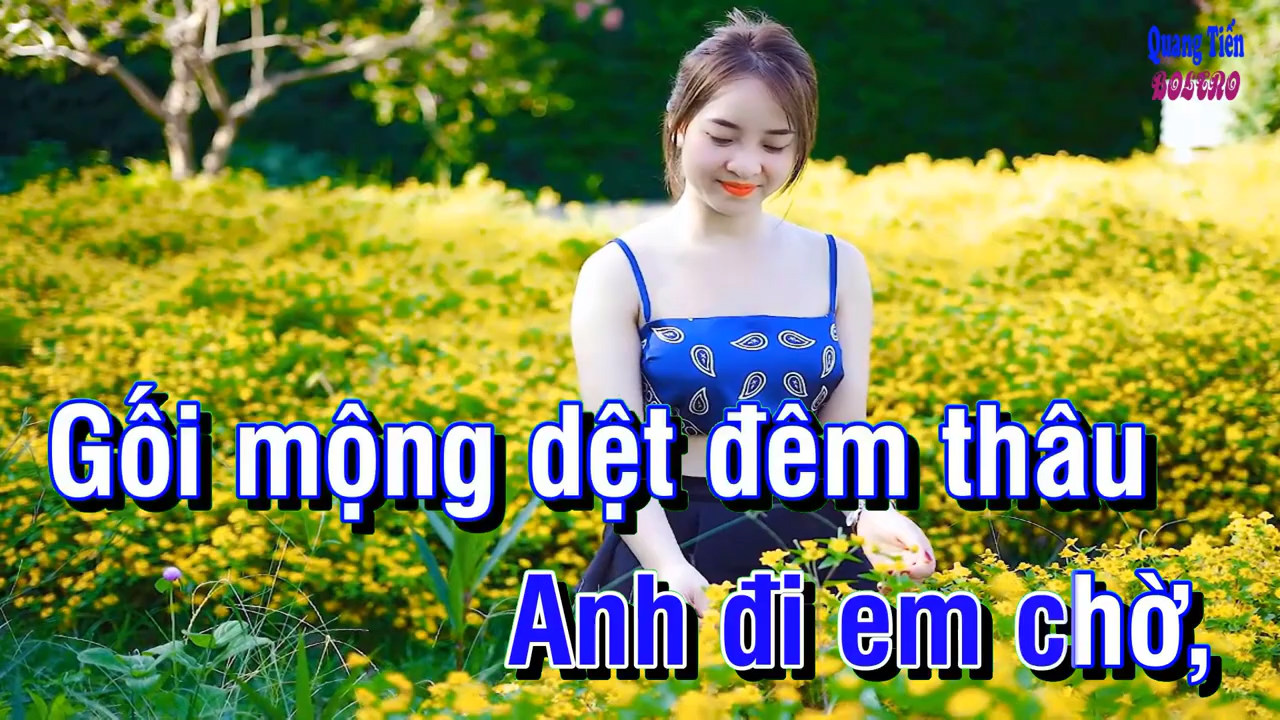 Quang Tiến
BOLERO
Gối mộng dệt đêm thâu
Anh đi em chờ,